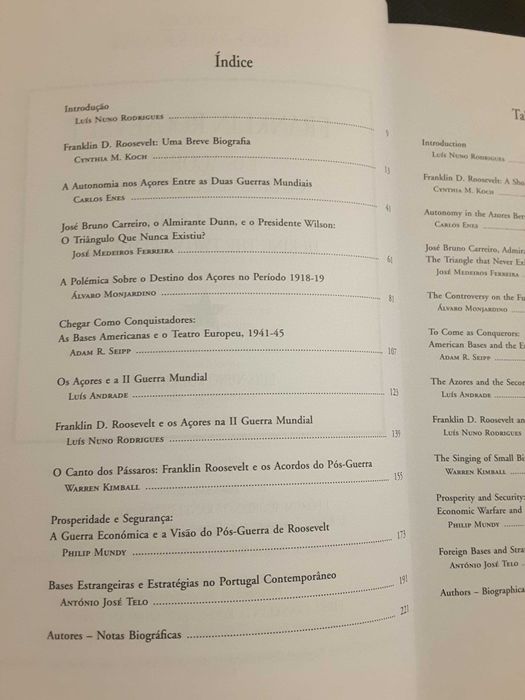 Índice
Introdução
Luís Nuno Rodrigues ........ 9
Franklin D. Roosevelt: Uma Breve Biografia
Cynthia M. Koch ........ 13
A Autonomia nos Açores Entre as Duas Guerras Mundiais
Carlos Enes ........ 41
José Bruno Carreiro, o Almirante Dunn, e o Presidente Wilson:
O Triângulo Que Nunca Existiu?
José Medeiros Ferreira ........ 61
A Polémica Sobre o Destino dos Açores no Período 1918-19
Álvaro Monjardino ........ 81
Chegar Como Conquistadores:
As Bases Americanas e o Teatro Europeu, 1941-45
Adam R. Seipp ........ 107
Os Açores e a II Guerra Mundial
Luís Andrade ........ 123
Franklin D. Roosevelt e os Açores na II Guerra Mundial
Luís Nuno Rodrigues ........ 139
O Canto dos Pássaros: Franklin Roosevelt e os Acordos do Pós-Guerra
Warren Kimball ........ 155
Prosperidade e Segurança:
A Guerra Económica e a Visão do Pós-Guerra de Roosevelt
Philip Mundy ........ 173
Bases Estrangeiras e Estratégias no Portugal Contemporâneo
António José Telo ........ 191
Autores – Notas Biográficas ........ 221
Ta
Introduction
Luís Nuno Rodrigues
Franklin D. Roosevelt: A Sho
Cynthia M. Koch
Autonomy in the Azores Bet
Carlos Enes
José Bruno Carreiro, Admira
The Triangle that Never Ex
José Medeiros Ferreira
The Controversy on the Fu
Álvaro Monjardino
To Come as Conquerors:
American Bases and the E
Adam R. Seipp
The Azores and the Secon
Luís Andrade
Franklin D. Roosevelt an
Luís Nuno Rodrigues
The Singing of Small Bi
Warren Kimball
Prosperity and Security:
Economic Warfare and
Philip Mundy
Foreign Bases and Stra
António José Telo
Authors – Biographica